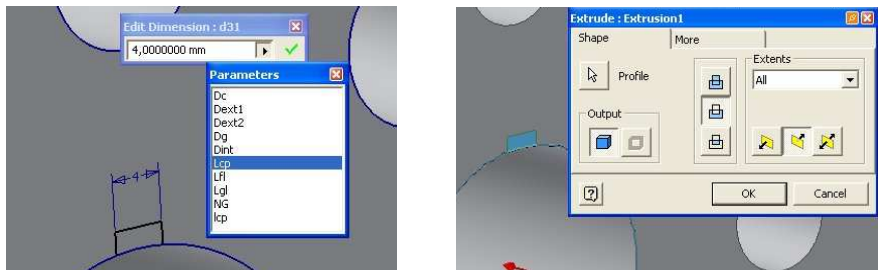 Edit Dimension : d31
4,0000000 mm
Parameters
Dc
Dext1
Dext2
Dg
Dint
Lcp
Lfl
Lgl
NG
lcp
4
Extrude : Extrusion1
Shape
More
Profile
Extents
All
Output
?
OK
Cancel